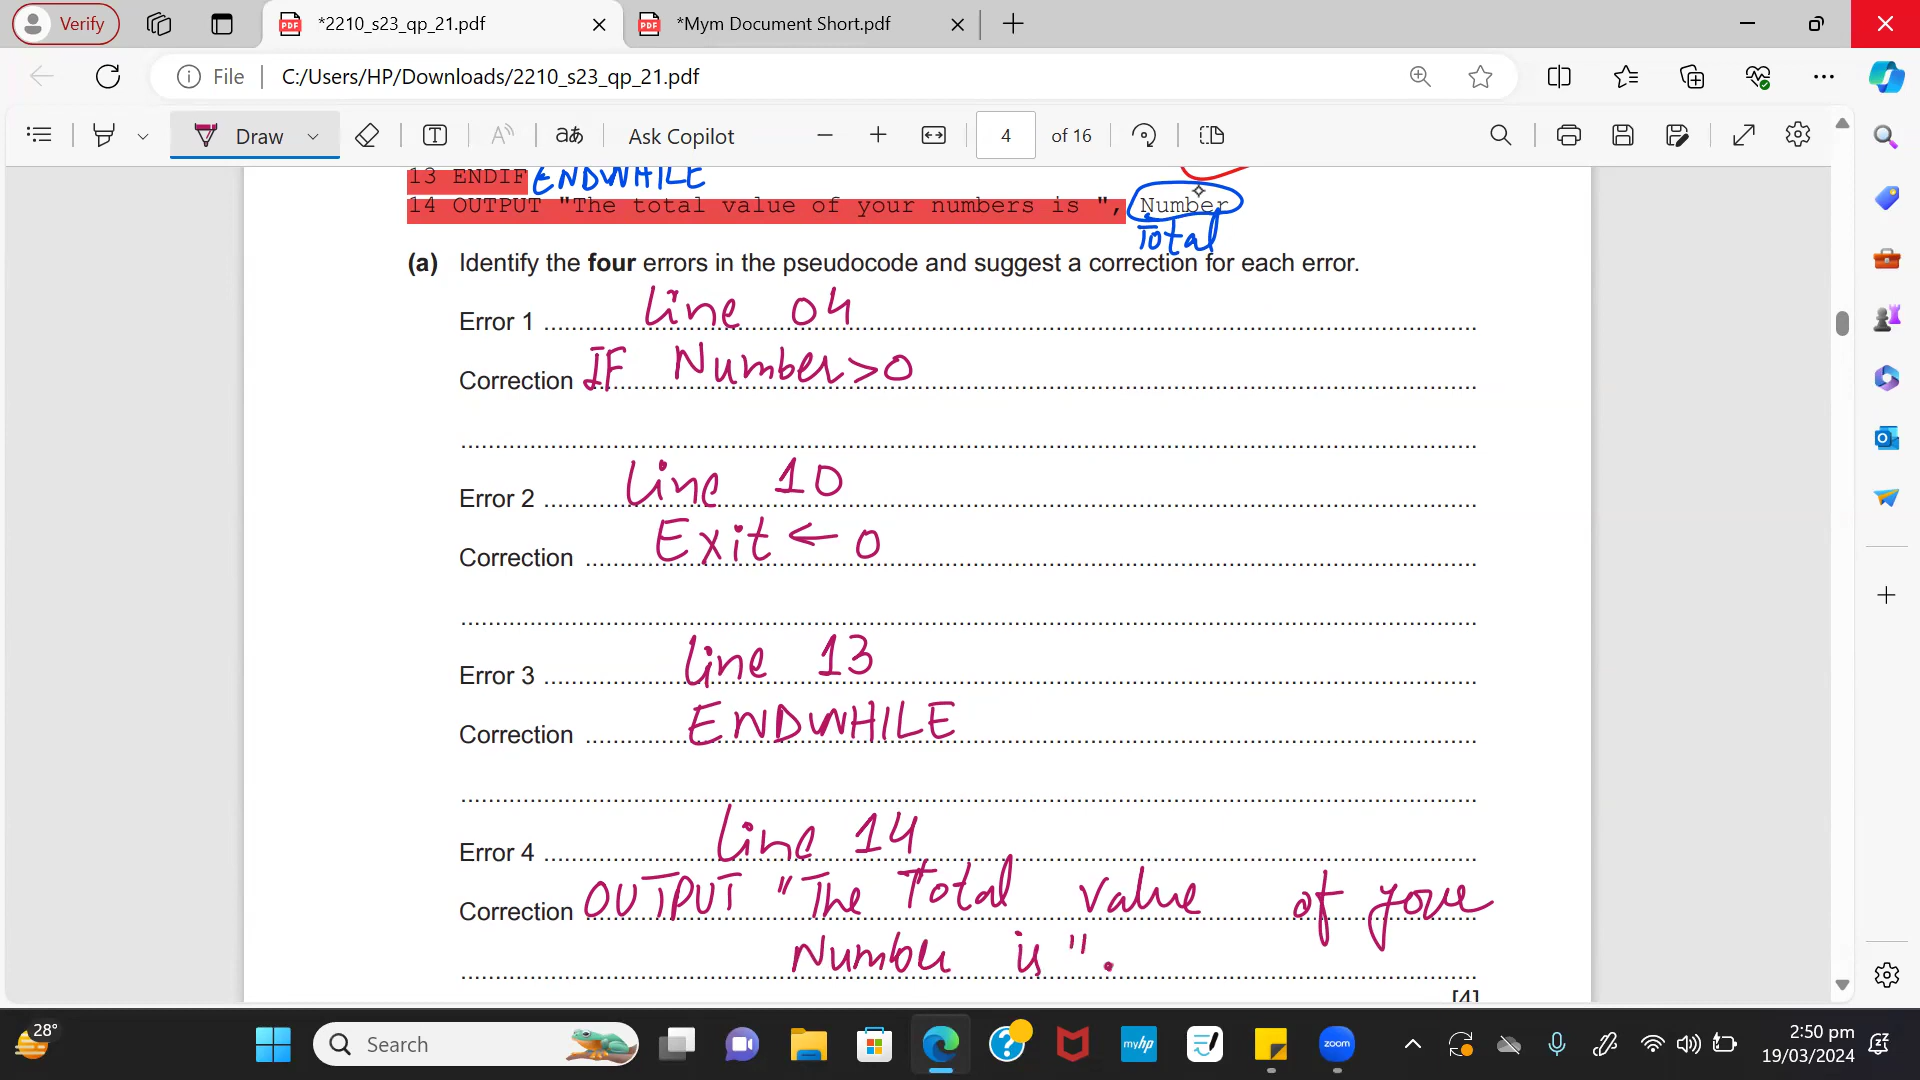 Verify
*2210_s23_qp_21.pdf
*Mym Document Short.pdf
File
C:/Users/HP/Downloads/2210_s23_qp_21.pdf
Draw
Ask Copilot
4 of 16
13 ENDIF ENDWHILE
14 OUTPUT "The total value of your numbers is ", Number
Total
(a) Identify the four errors in the pseudocode and suggest a correction for each error.
Error 1 line 04
Correction IF Number>0
Error 2 line 10
Correction Exit ← 0
Error 3 line 13
Correction ENDWHILE
Error 4 line 14
Correction OUTPUT "The Total value of your
Number is".
[4]
28°
Search
myhp
zoom
2:50 pm
19/03/2024